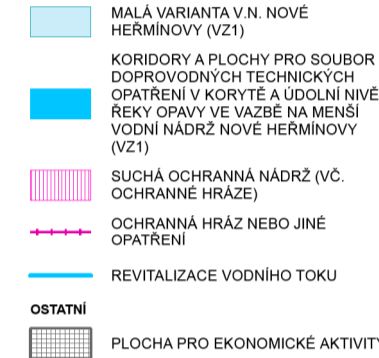 MALÁ VARIANTA V.N. NOVÉ
HEŘMÍNOVY (VZ1)
KORIDORY A PLOCHY PRO SOUBOR
DOPROVODNÝCH TECHNICKÝCH
OPATŘENÍ V KORYTĚ A ÚDOLNÍ NIVĚ
ŘEKY OPAVY VE VAZBĚ NA MENŠÍ
VODNÍ NÁDRŽ NOVÉ HEŘMÍNOVY
(VZ1)
SUCHÁ OCHRANNÁ NÁDRŽ (VČ.
OCHRANNÉ HRÁZE)
OCHRANNÁ HRÁZ NEBO JINÉ
OPATŘENÍ
REVITALIZACE VODNÍHO TOKU
OSTATNÍ
PLOCHA PRO EKONOMICKÉ AKTIVITY